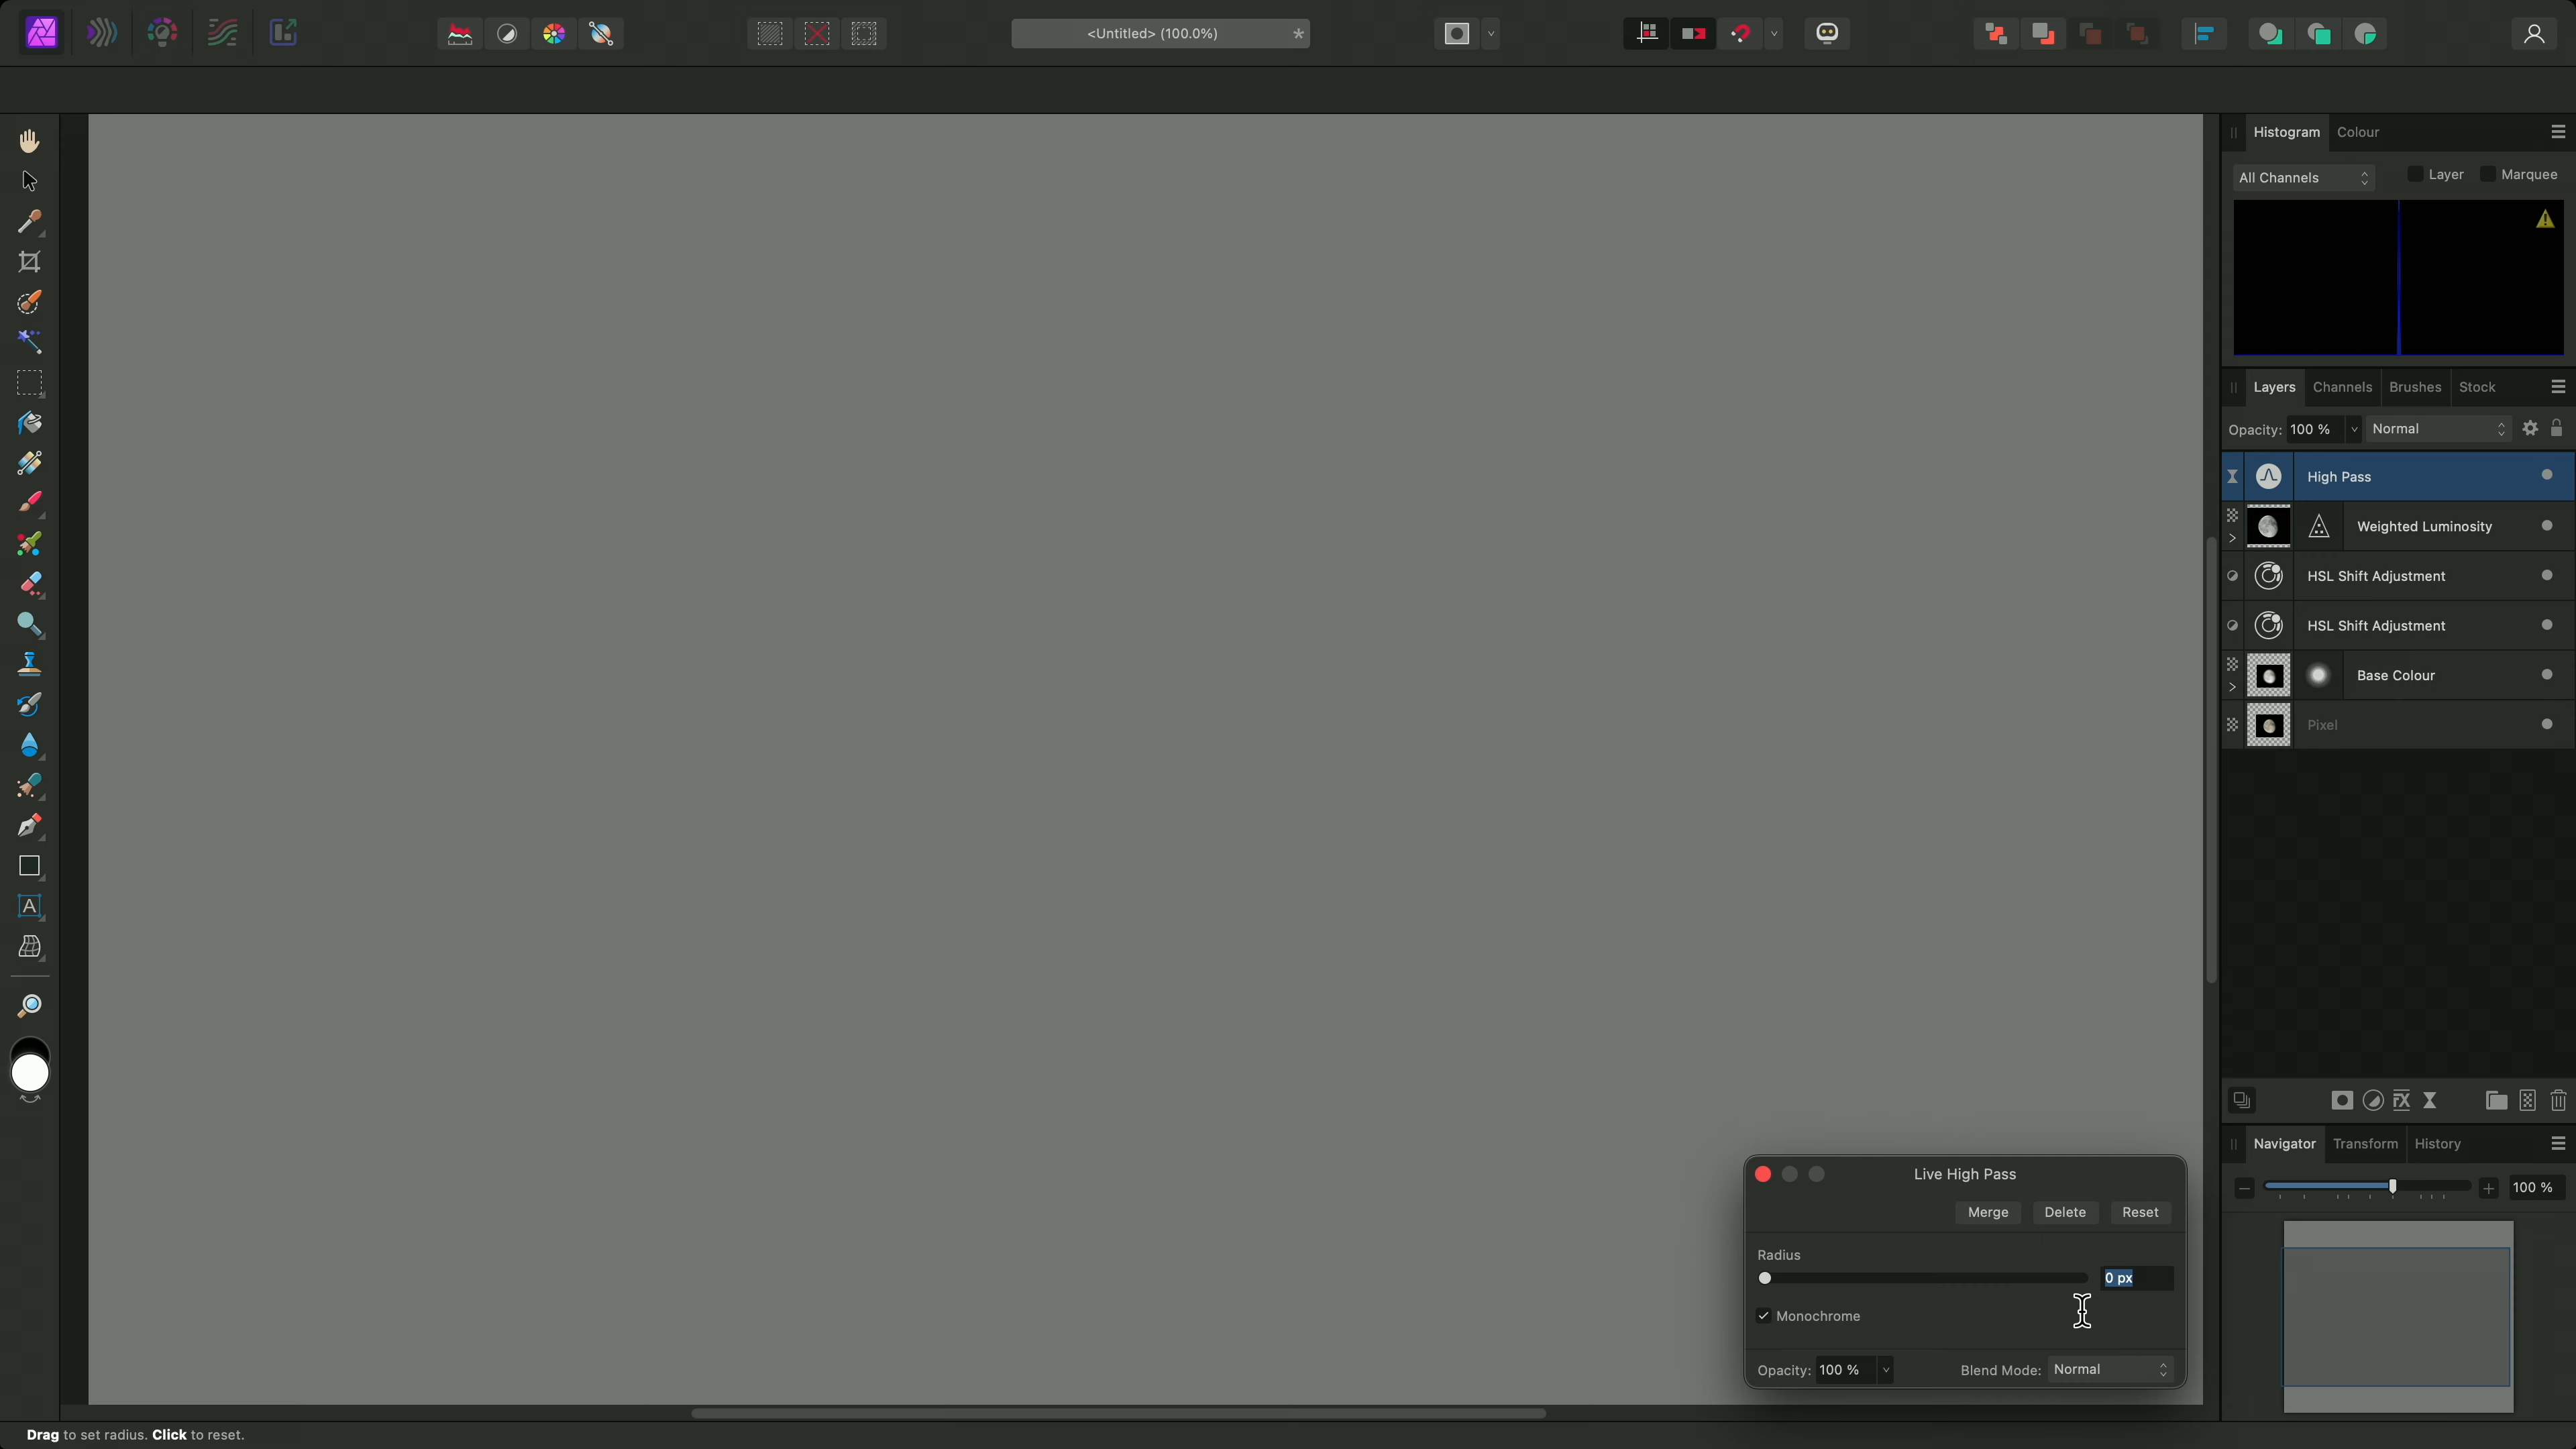 <Untitled> (100.0%)
*
Histogram
Colour
All Channels
Layer
Marquee
Layers
Channels
Brushes
Stock
Opacity: 100 %
Normal
High Pass
Weighted Luminosity
HSL Shift Adjustment
HSL Shift Adjustment
Base Colour
Pixel
FX
A
Navigator
Transform
History
100 %
Live High Pass
Merge
Delete
Reset
Radius
0 px
Monochrome
Opacity: 100 %
Blend Mode: Normal
Drag to set radius. Click to reset.